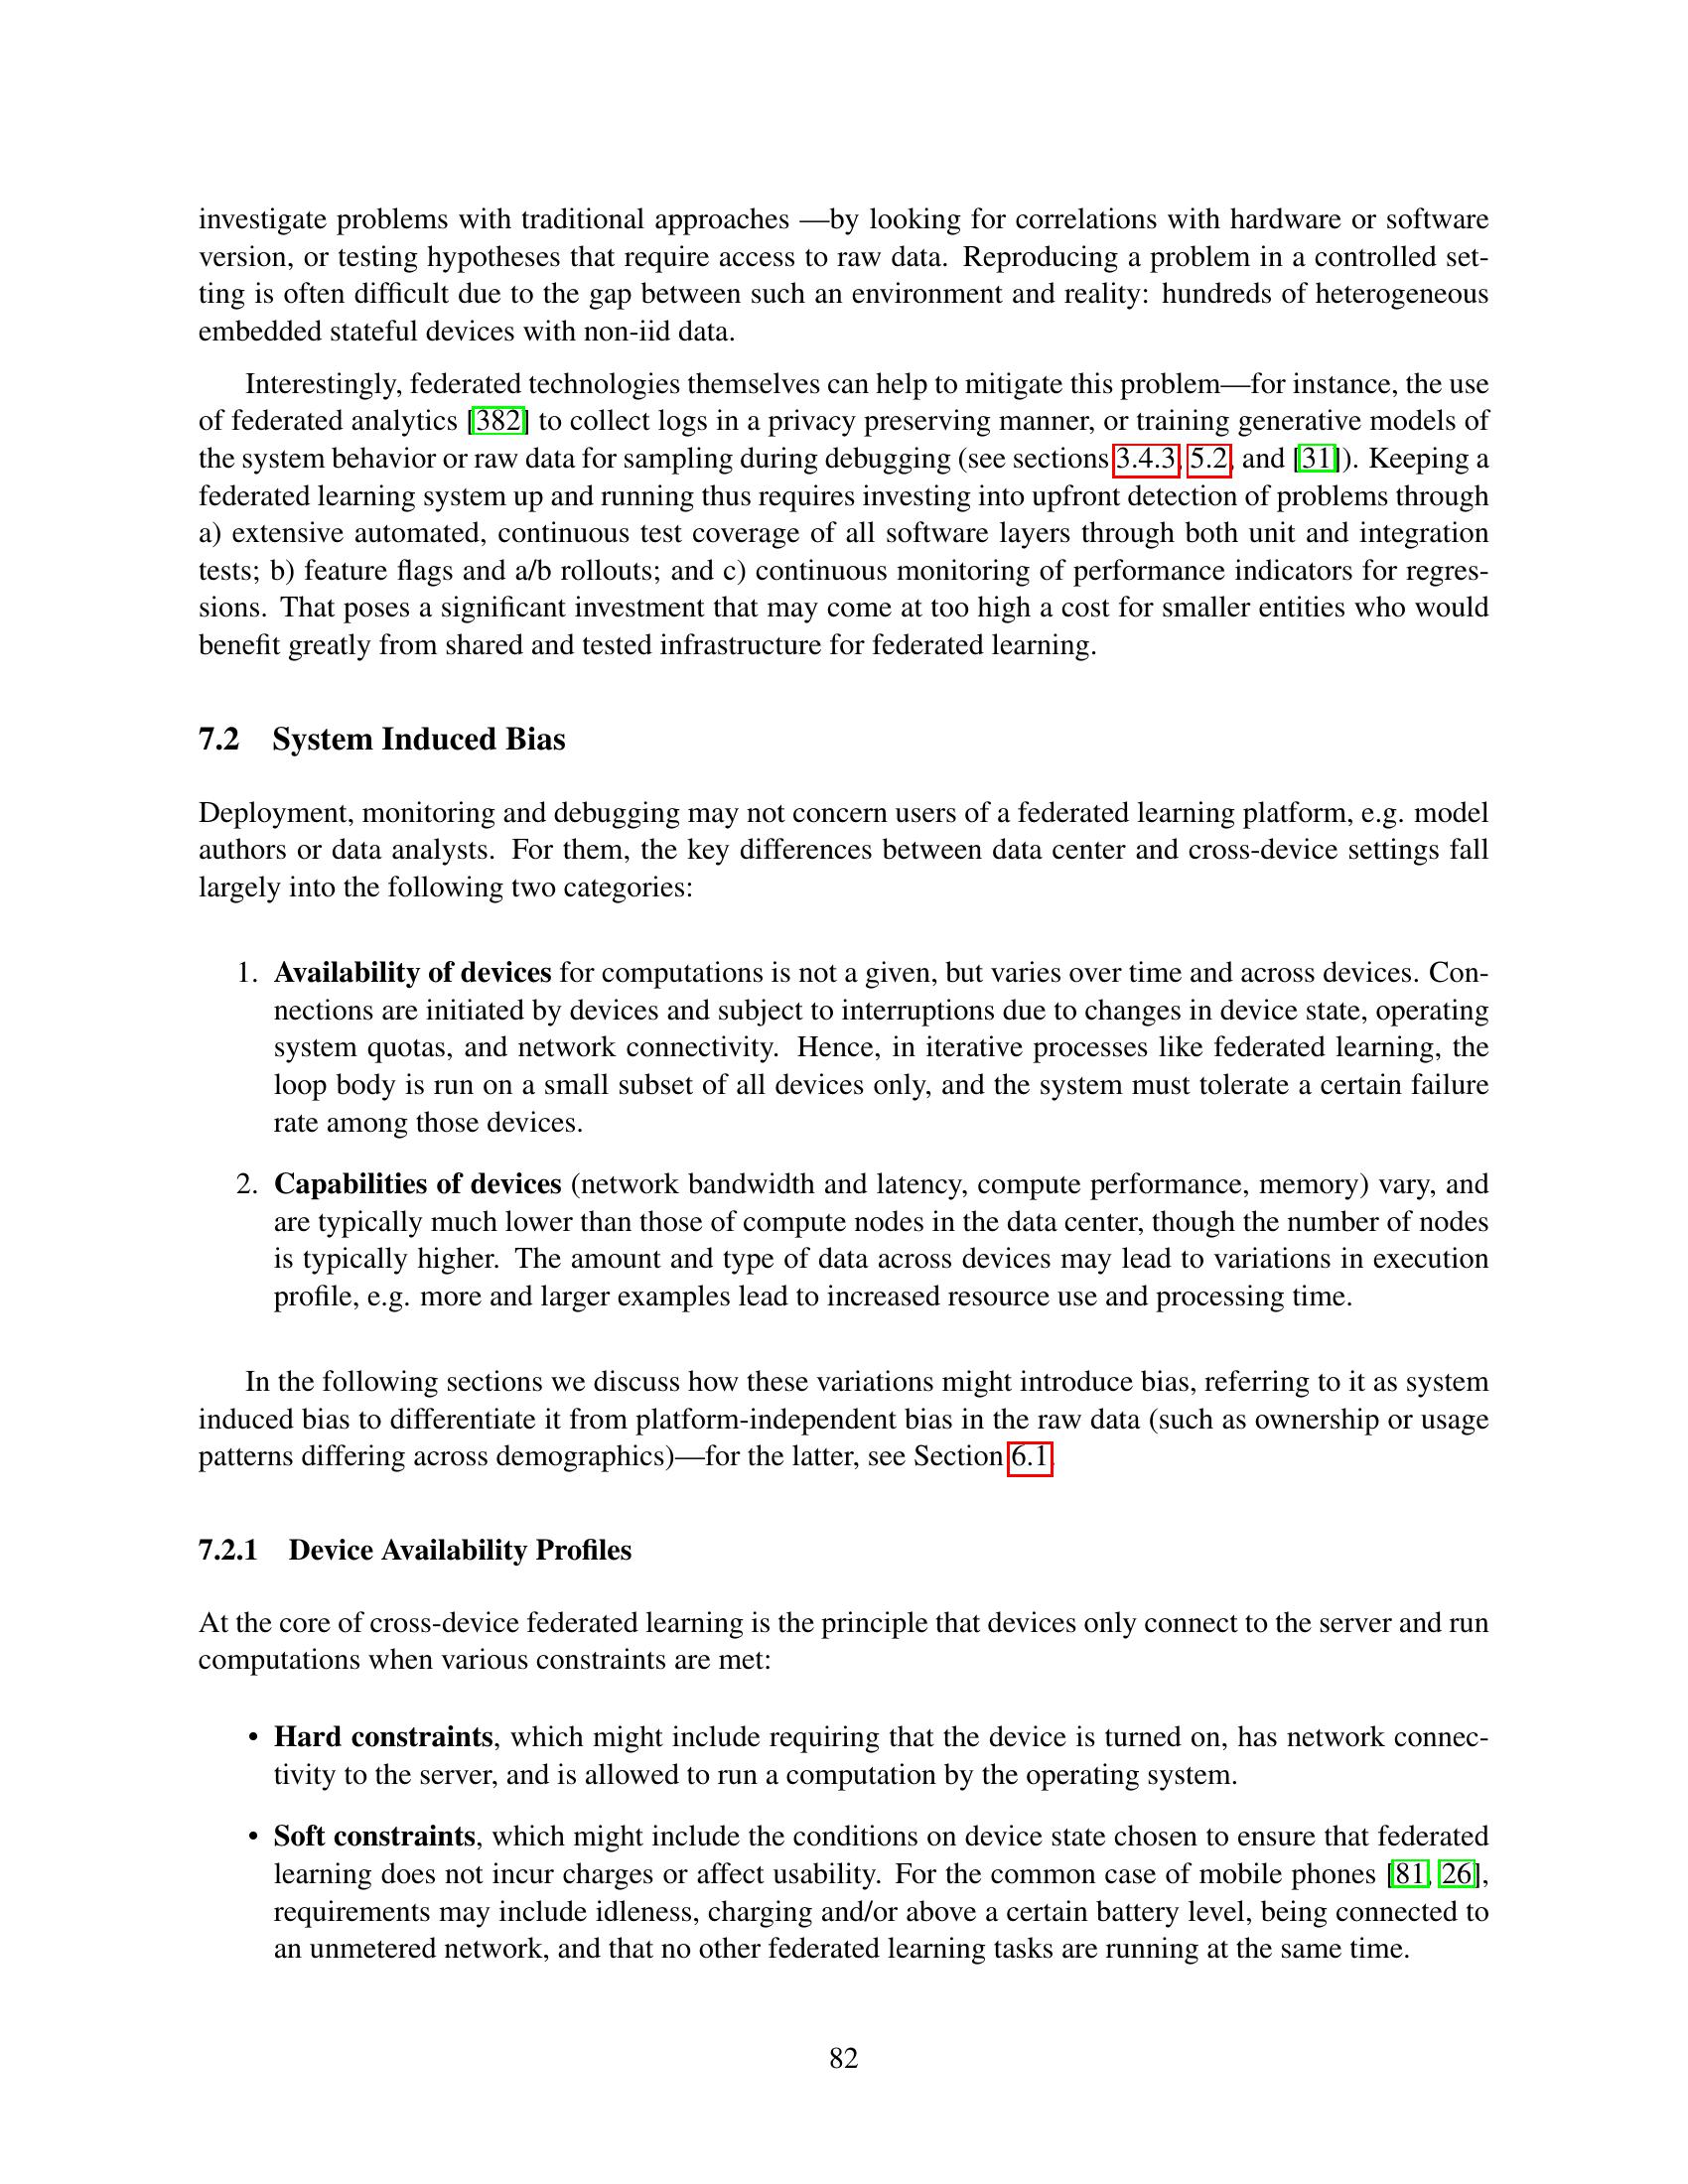 investigate problems with traditional approaches —by looking for correlations with hardware or software
version, or testing hypotheses that require access to raw data. Reproducing a problem in a controlled set-
ting is often difficult due to the gap between such an environment and reality: hundreds of heterogeneous
embedded stateful devices with non-iid data.
Interestingly, federated technologies themselves can help to mitigate this problem—for instance, the use
of federated analytics [382] to collect logs in a privacy preserving manner, or training generative models of
the system behavior or raw data for sampling during debugging (see sections 3.4.3, 5.2, and [31]). Keeping a
federated learning system up and running thus requires investing into upfront detection of problems through
a) extensive automated, continuous test coverage of all software layers through both unit and integration
tests; b) feature flags and a/b rollouts; and c) continuous monitoring of performance indicators for regres-
sions. That poses a significant investment that may come at too high a cost for smaller entities who would
benefit greatly from shared and tested infrastructure for federated learning.
7.2 System Induced Bias
Deployment, monitoring and debugging may not concern users of a federated learning platform, e.g. model
authors or data analysts. For them, the key differences between data center and cross-device settings fall
largely into the following two categories:
1. Availability of devices for computations is not a given, but varies over time and across devices. Con-
nections are initiated by devices and subject to interruptions due to changes in device state, operating
system quotas, and network connectivity. Hence, in iterative processes like federated learning, the
loop body is run on a small subset of all devices only, and the system must tolerate a certain failure
rate among those devices.
2. Capabilities of devices (network bandwidth and latency, compute performance, memory) vary, and
are typically much lower than those of compute nodes in the data center, though the number of nodes
is typically higher. The amount and type of data across devices may lead to variations in execution
profile, e.g. more and larger examples lead to increased resource use and processing time.
In the following sections we discuss how these variations might introduce bias, referring to it as system
induced bias to differentiate it from platform-independent bias in the raw data (such as ownership or usage
patterns differing across demographics)—for the latter, see Section 6.1.
7.2.1 Device Availability Profiles
At the core of cross-device federated learning is the principle that devices only connect to the server and run
computations when various constraints are met:
• Hard constraints, which might include requiring that the device is turned on, has network connec-
tivity to the server, and is allowed to run a computation by the operating system.
• Soft constraints, which might include the conditions on device state chosen to ensure that federated
learning does not incur charges or affect usability. For the common case of mobile phones [81, 26],
requirements may include idleness, charging and/or above a certain battery level, being connected to
an unmetered network, and that no other federated learning tasks are running at the same time.
82